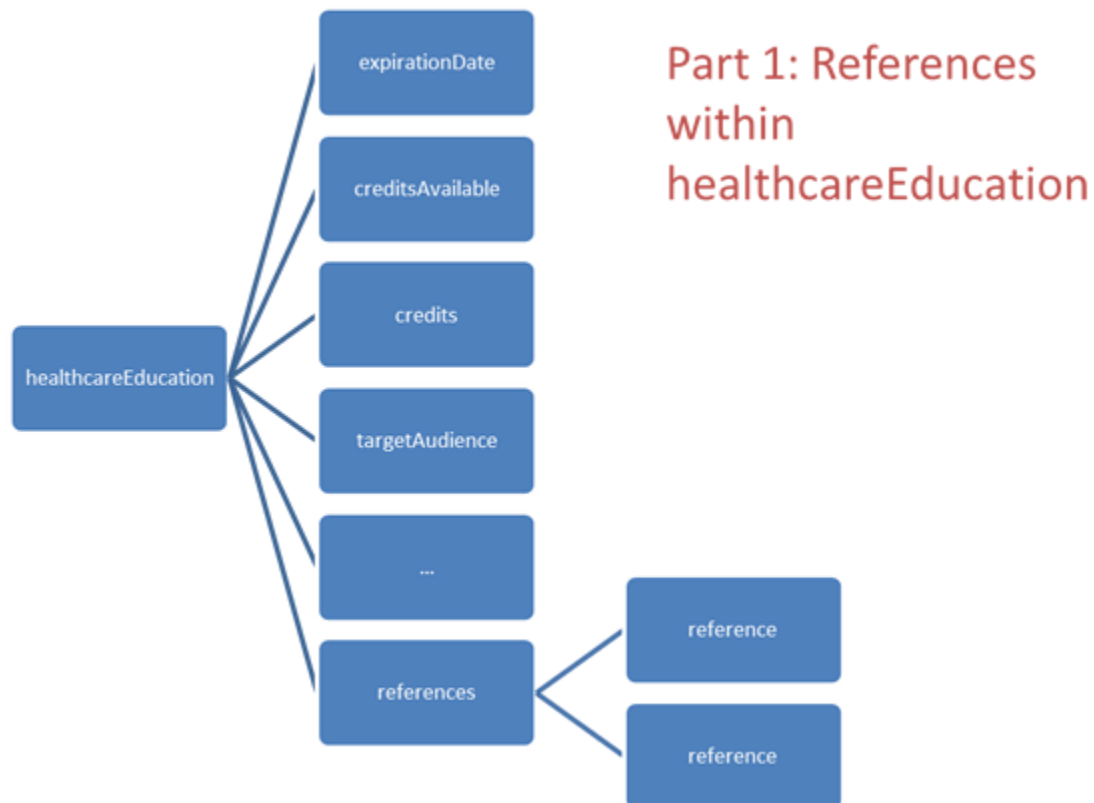 expirationDate
Part 1: References
within
healthcareEducation
creditsAvailable
credits
healthcareEducation
targetAudience
...
reference
references
reference